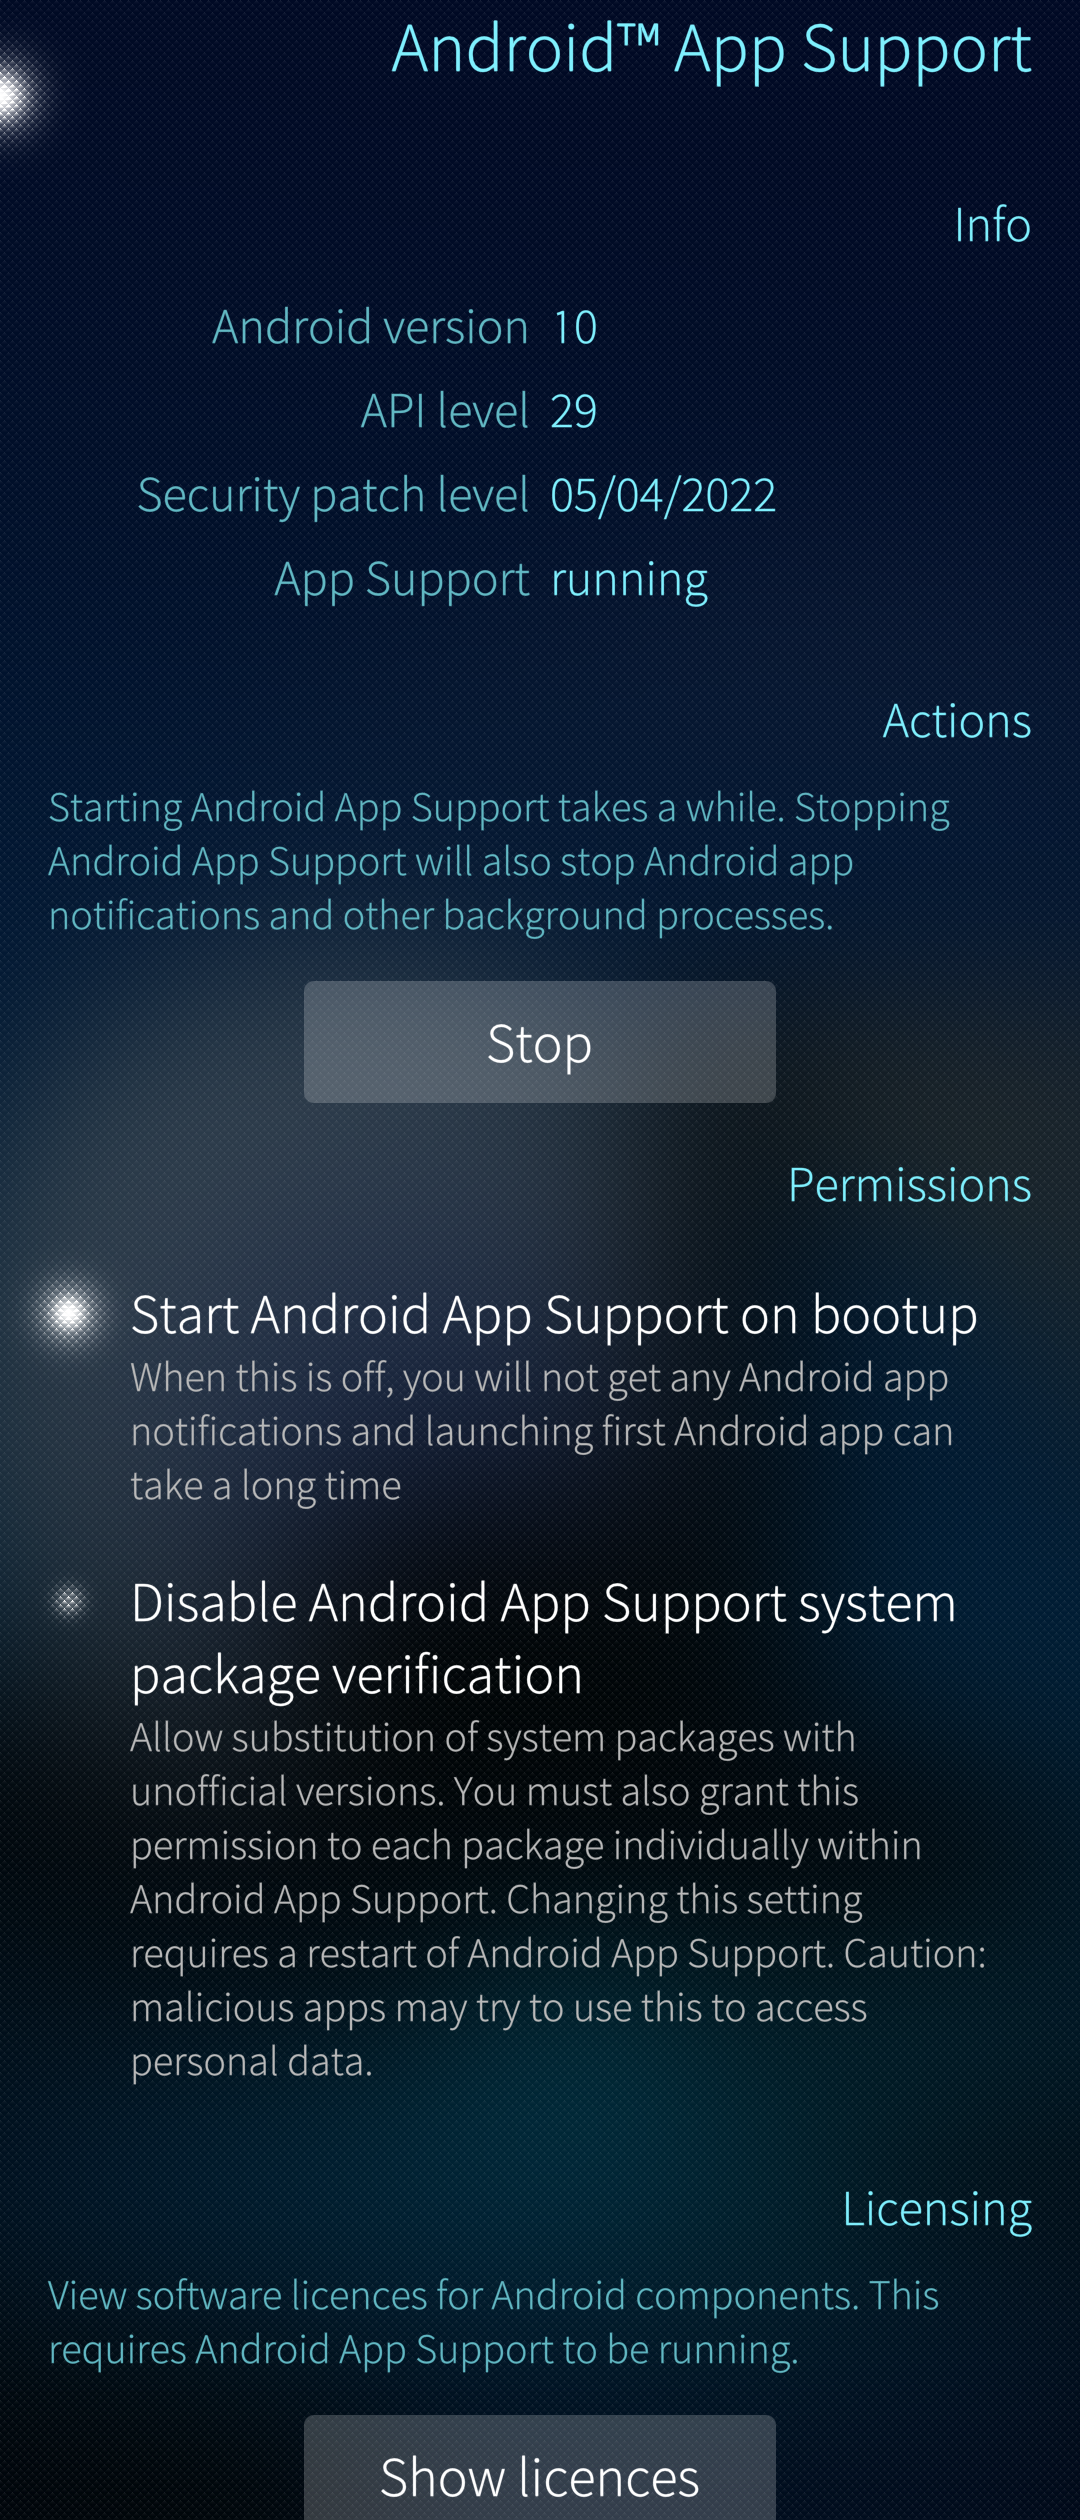 Android™ App Support
Info
Android version 10
API level 29
Security patch level 05/04/2022
App Support running
Actions
Starting Android App Support takes a while. Stopping
Android App Support will also stop Android app
notifications and other background processes.
Stop
Permissions
Start Android App Support on bootup
When this is off, you will not get any Android app
notifications and launching first Android app can
take a long time
Disable Android App Support system
package verification
Allow substitution of system packages with
unofficial versions. You must also grant this
permission to each package individually within
Android App Support. Changing this setting
requires a restart of Android App Support. Caution:
malicious apps may try to use this to access
personal data.
Licensing
View software licences for Android components. This
requires Android App Support to be running.
Show licences